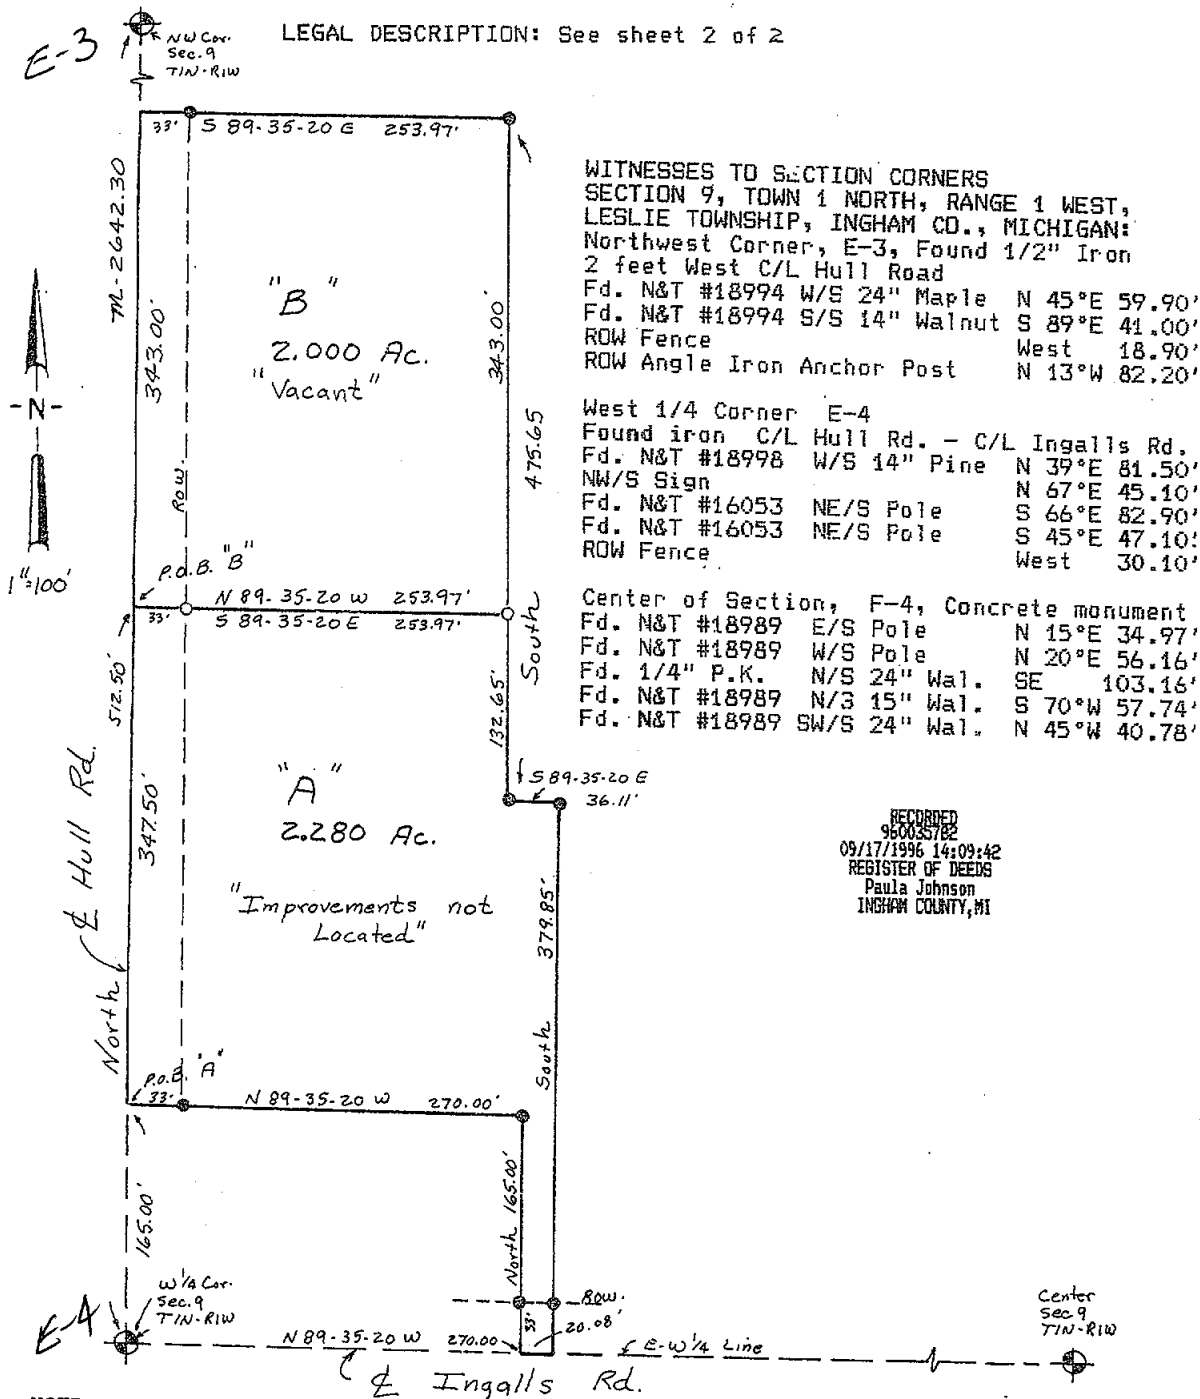 E-3
NW Cor.
Sec. 9
T1N-R1W
LEGAL DESCRIPTION: See sheet 2 of 2
33' S 89-35-20 E 253.97'
M-2642.30
343.00'
"B"
2.000 Ac.
"Vacant"
343.00'
475.65
Row.
-N-
1"=100'
P.O.B. "B"
N 89-35-20 W 253.97'
33' S 89-35-20 E 253.97'
South
WITNESSES TO SECTION CORNERS
SECTION 9, TOWN 1 NORTH, RANGE 1 WEST,
LESLIE TOWNSHIP, INGHAM CO., MICHIGAN:
Northwest Corner, E-3, Found 1/2" Iron
2 feet West C/L Hull Road
Fd. N&T #18994 W/S 24" Maple N 45°E 59.90'
Fd. N&T #18994 S/S 14" Walnut S 89°E 41.00'
ROW Fence West 18.90'
ROW Angle Iron Anchor Post N 13°W 82.20'
West 1/4 Corner E-4
Found iron C/L Hull Rd. - C/L Ingalls Rd.
Fd. N&T #18998 W/S 14" Pine N 39°E 81.50'
NW/S Sign N 67°E 45.10'
Fd. N&T #16053 NE/S Pole S 66°E 82.90'
Fd. N&T #16053 NE/S Pole S 45°E 47.10'
ROW Fence West 30.10'
Center of Section, F-4, Concrete monument
Fd. N&T #18989 E/S Pole N 15°E 34.97'
Fd. N&T #18989 W/S Pole N 20°E 56.16'
Fd. 1/4" P.K. N/S 24" Wal. SE 103.16'
Fd. N&T #18989 N/3 15" Wal. S 70°W 57.74'
Fd. N&T #18989 SW/S 24" Wal. N 45°W 40.78'
512.50'
132.65'
S 89-35-20 E
36.11'
"A"
2.280 Ac.
"Improvements not
Located"
347.50'
℄ Hull Rd.
North
379.85'
South
RECORDED
960035782
09/17/1996 14:09:42
REGISTER OF DEEDS
Paula Johnson
INGHAM COUNTY, MI
P.O.B. "A"
33' N 89-35-20 W 270.00'
165.00'
North 165.00'
W 1/4 Cor.
Sec. 9
T1N-R1W
E-4
Row.
33'
20.08'
N 89-35-20 W 270.00
E-W 1/4 Line
℄ Ingalls Rd.
Center
Sec. 9
T1N-R1W